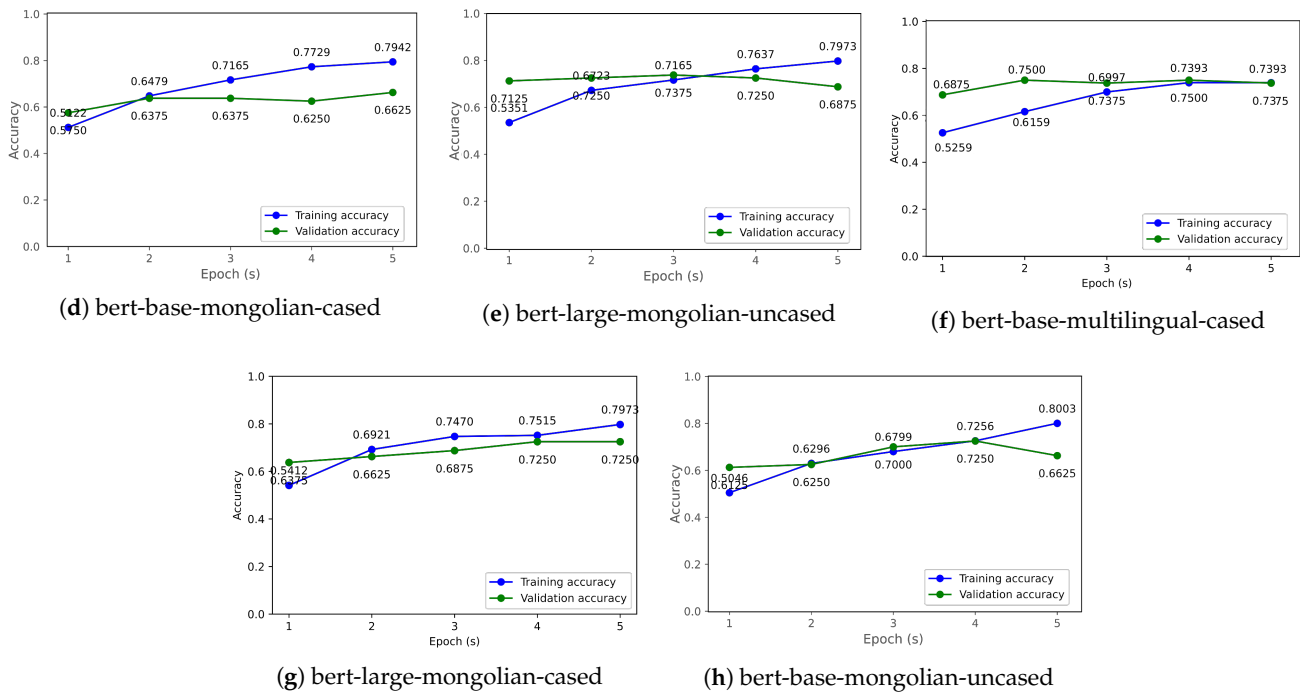 1.0
0.8
0.6
0.4
0.2
0.0
Accuracy
0.5122
0.5750
0.6479
0.6375
0.7165
0.6375
0.7729
0.6250
0.7942
0.6625
Training accuracy
Validation accuracy
1 2 3 4 5
Epoch (s)
(d) bert-base-mongolian-cased
1.0
0.8
0.6
0.4
0.2
0.0
Accuracy
0.7125
0.5351
0.6723
0.7250
0.7165
0.7375
0.7637
0.7250
0.7973
0.6875
Training accuracy
Validation accuracy
1 2 3 4 5
Epoch (s)
(e) bert-large-mongolian-uncased
1.0
0.8
0.6
0.4
0.2
0.0
Accuracy
0.6875
0.5259
0.7500
0.6159
0.6997
0.7375
0.7393
0.7500
0.7393
0.7375
Training accuracy
Validation accuracy
1 2 3 4 5
Epoch (s)
(f) bert-base-multilingual-cased
1.0
0.8
0.6
0.4
0.2
0.0
Accuracy
0.5412
0.6375
0.6921
0.6625
0.7470
0.6875
0.7515
0.7250
0.7973
0.7250
Training accuracy
Validation accuracy
1 2 3 4 5
Epoch (s)
(g) bert-large-mongolian-cased
1.0
0.8
0.6
0.4
0.2
0.0
Accuracy
0.5046
0.6125
0.6296
0.6250
0.6799
0.7000
0.7256
0.7250
0.8003
0.6625
Training accuracy
Validation accuracy
1 2 3 4 5
Epoch (s)
(h) bert-base-mongolian-uncased